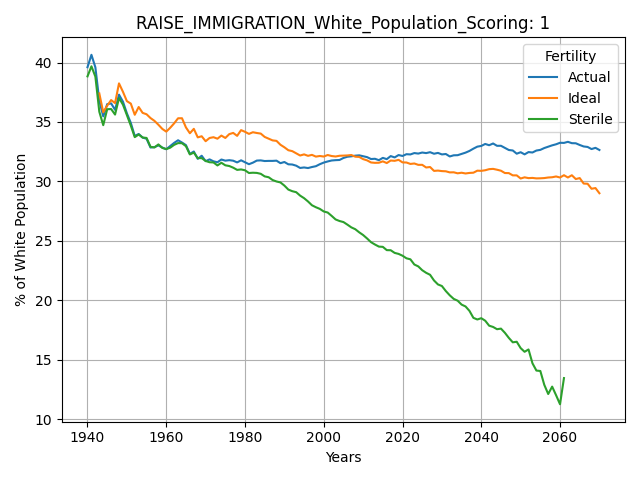 RAISE_IMMIGRATION_White_Population_Scoring: 1
Fertility
Actual
Ideal
Sterile
% of White Population
40
35
30
25
20
15
10
1940
1960
1980
2000
2020
2040
2060
Years